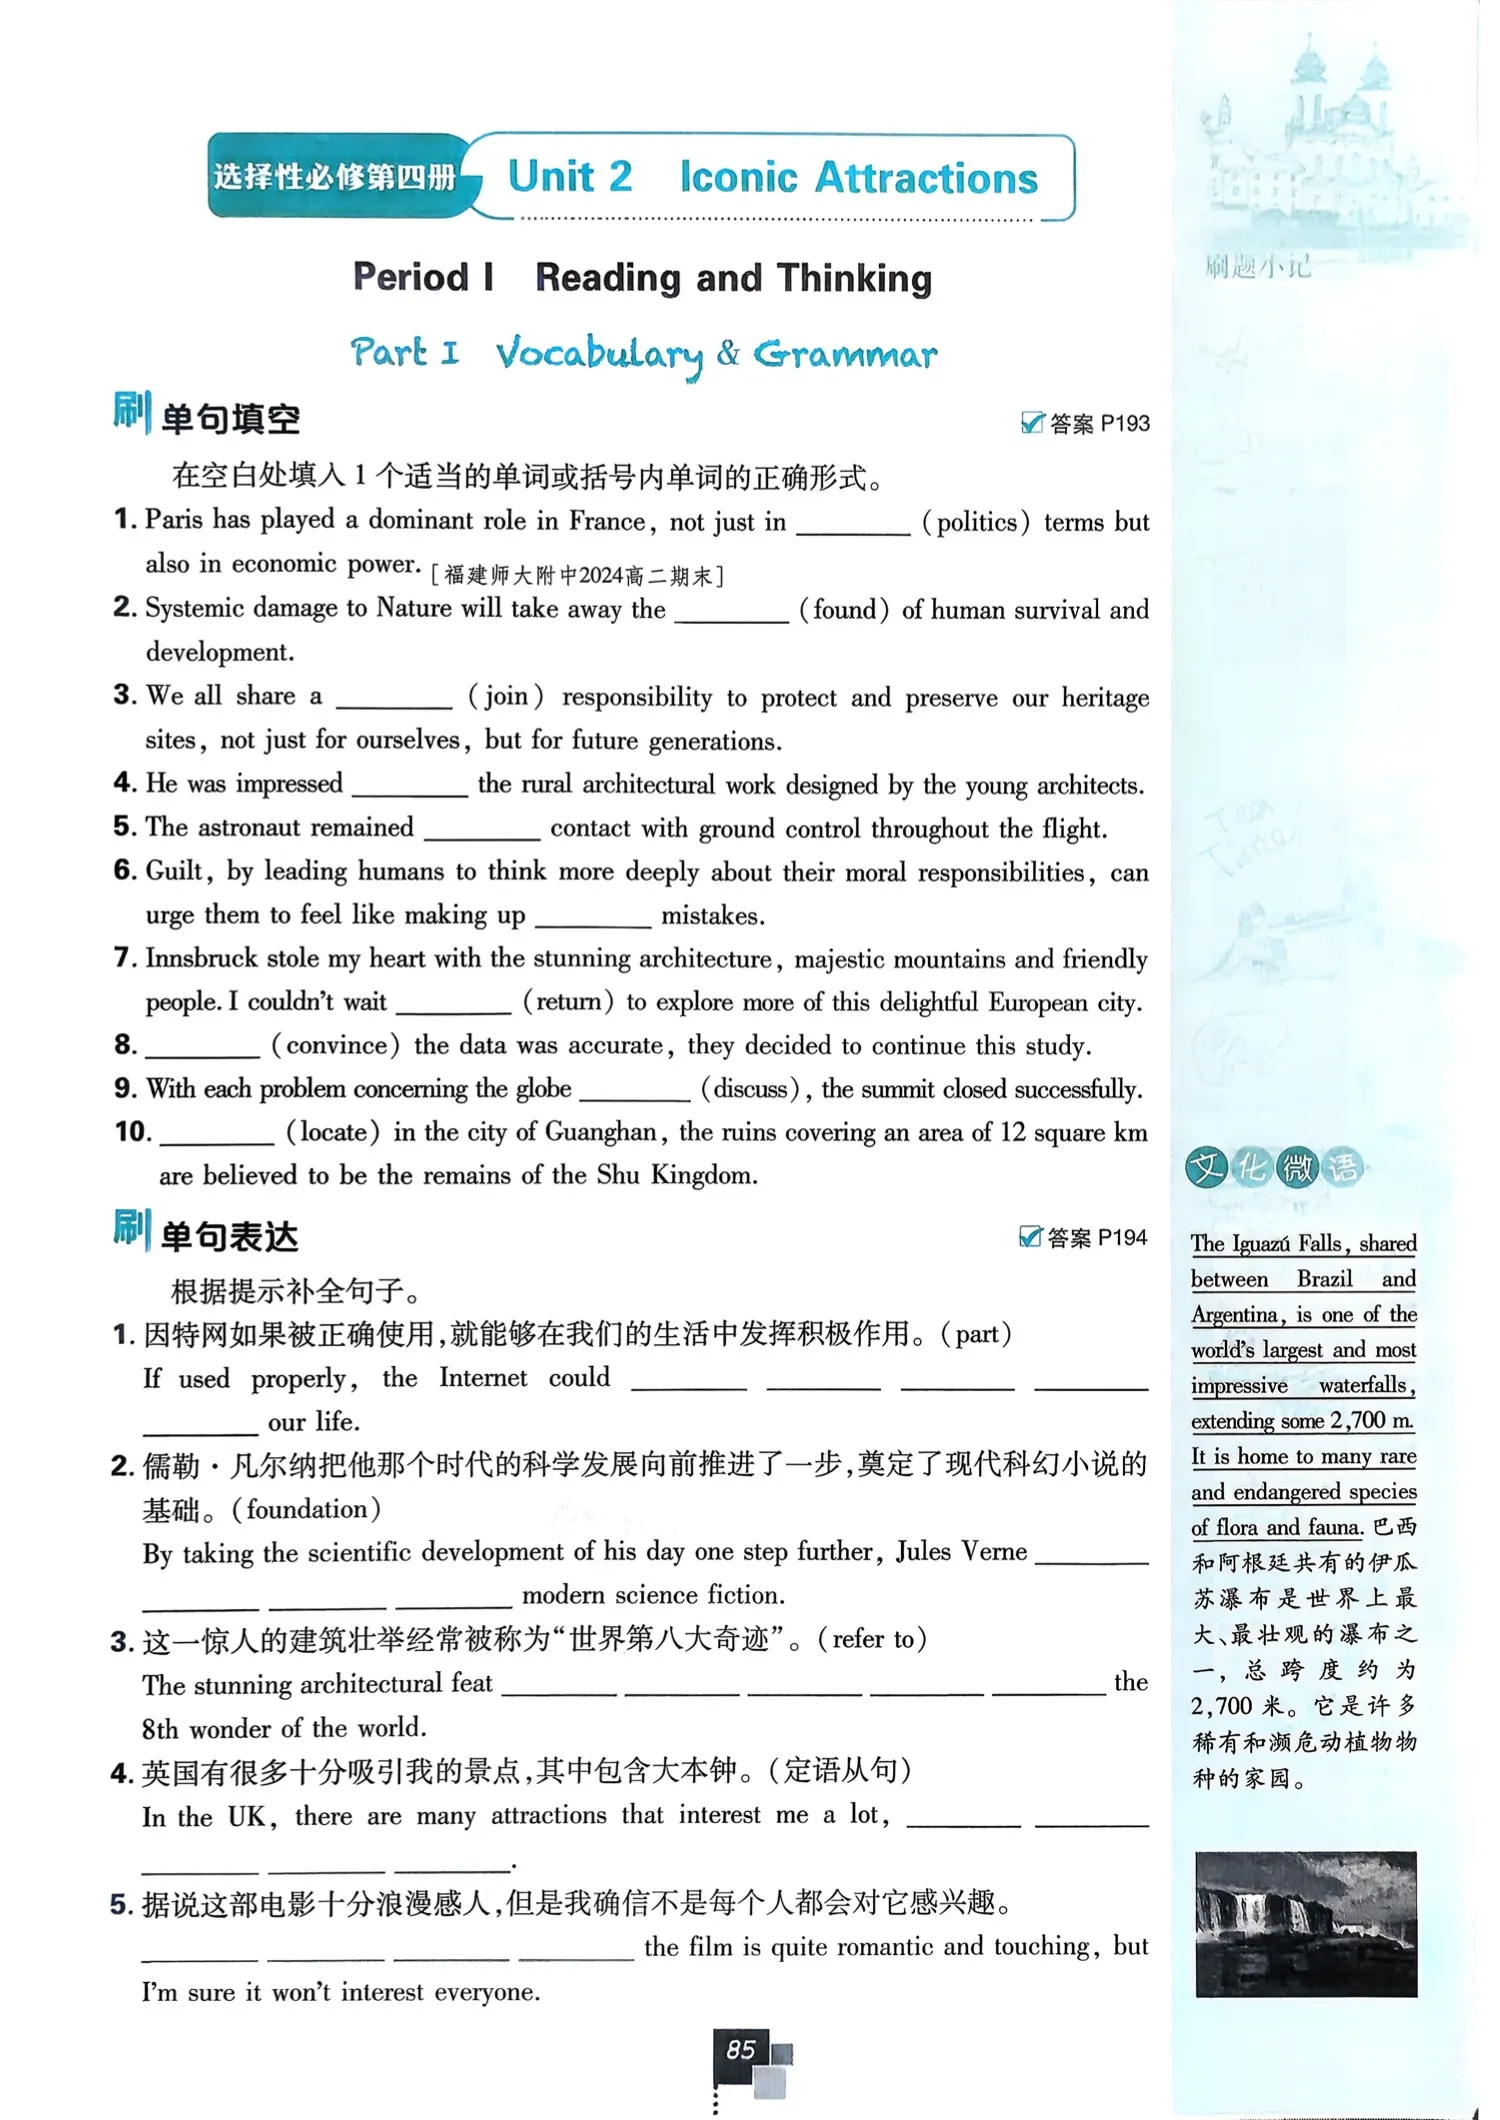 选择性必修第四册 Unit 2 Iconic Attractions
Period I Reading and Thinking
Part I Vocabulary & Grammar
刷 单句填空 答案 P193
在空白处填入 1 个适当的单词或括号内单词的正确形式。
1. Paris has played a dominant role in France, not just in ________ (politics) terms but
also in economic power. [福建师大附中2024高二期末]
2. Systemic damage to Nature will take away the ________ (found) of human survival and
development.
3. We all share a ________ (join) responsibility to protect and preserve our heritage
sites, not just for ourselves, but for future generations.
4. He was impressed ________ the rural architectural work designed by the young architects.
5. The astronaut remained ________ contact with ground control throughout the flight.
6. Guilt, by leading humans to think more deeply about their moral responsibilities, can
urge them to feel like making up ________ mistakes.
7. Innsbruck stole my heart with the stunning architecture, majestic mountains and friendly
people. I couldn't wait ________ (return) to explore more of this delightful European city.
8. ________ (convince) the data was accurate, they decided to continue this study.
9. With each problem concerning the globe ________ (discuss), the summit closed successfully.
10. ________ (locate) in the city of Guanghan, the ruins covering an area of 12 square km
are believed to be the remains of the Shu Kingdom.
刷 单句表达 答案 P194
根据提示补全句子。
1. 因特网如果被正确使用,就能够在我们的生活中发挥积极作用。(part)
If used properly, the Internet could ________ ________ ________ ________
________ our life.
2. 儒勒·凡尔纳把他那个时代的科学发展向前推进了一步,奠定了现代科幻小说的
基础。(foundation)
By taking the scientific development of his day one step further, Jules Verne ________
________ ________ ________ modern science fiction.
3. 这一惊人的建筑壮举经常被称为“世界第八大奇迹”。(refer to)
The stunning architectural feat ________ ________ ________ ________ ________ the
8th wonder of the world.
4. 英国有很多十分吸引我的景点,其中包含大本钟。(定语从句)
In the UK, there are many attractions that interest me a lot, ________ ________
________ ________ ________.
5. 据说这部电影十分浪漫感人,但是我确信不是每个人都会对它感兴趣。
________ ________ ________ ________ the film is quite romantic and touching, but
I'm sure it won't interest everyone.
85
刷题小记
文化微语
The Iguazú Falls, shared
between Brazil and
Argentina, is one of the
world's largest and most
impressive waterfalls,
extending some 2,700 m.
It is home to many rare
and endangered species
of flora and fauna. 巴西
和阿根廷共有的伊瓜
苏瀑布是世界上最
大、最壮观的瀑布之
一, 总跨度约为
2,700 米。它是许多
稀有和濒危动植物物
种的家园。